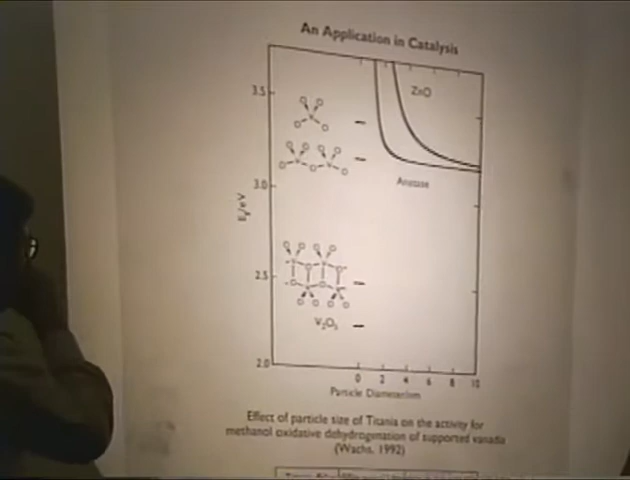 An Application in Catalysis
3.5
ZnO
3.0
Anatase
E_g/eV
2.5
V₂O₅
2.0
0 2 4 6 8 10
Particle Diameter/nm
Effect of particle size of Titania on the activity for
methanol oxidative dehydrogenation of supported vanadia
(Wachs, 1992)